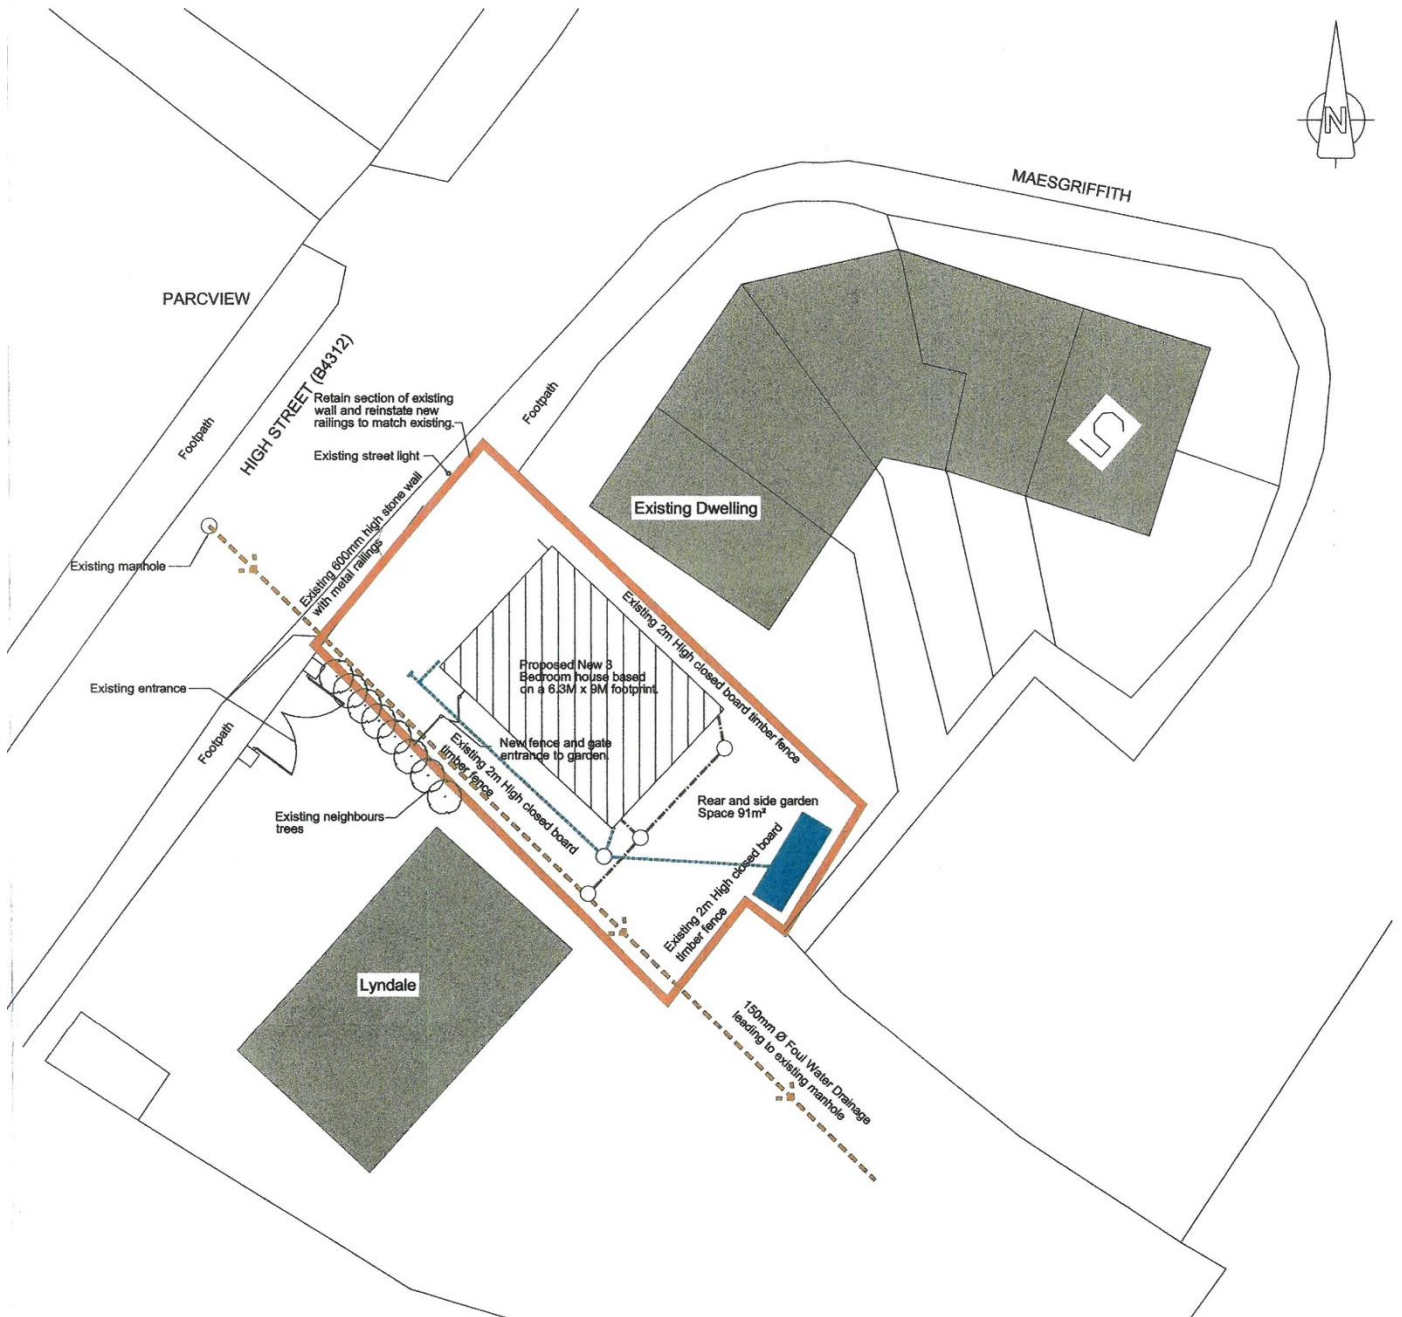 N
MAESGRIFFITH
PARCVIEW
HIGH STREET (B4312)
Footpath
Footpath
Retain section of existing
wall and reinstate new
railings to match existing.
Existing street light
Existing 600mm high stone wall
with metal railings
Existing manhole
Existing Dwelling
5
Existing 2m High closed board timber fence
Proposed New 3
Bedroom house based
on a 6.3M x 9M footprint.
Existing entrance
Footpath
New fence and gate
entrance to garden.
Existing 2m High closed board
timber fence
Existing neighbours
trees
Rear and side garden
Space 91m²
Existing 2m High closed board
timber fence
Lyndale
150mm Ø Foul Water Drainage
leading to existing manhole